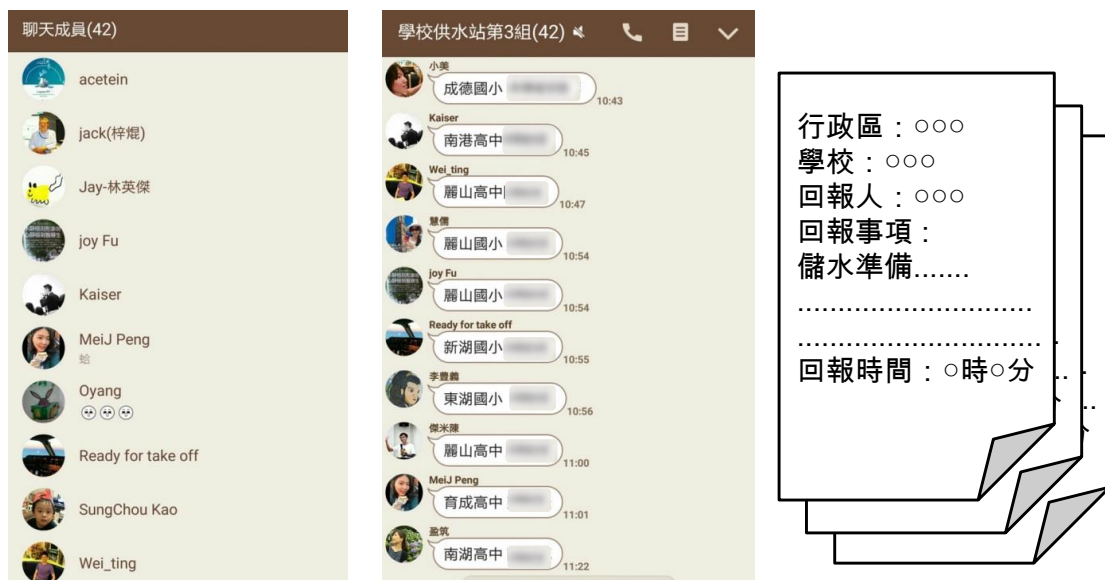 聊天成員(42)
acetein
jack(梓焜)
Jay-林英傑
joy Fu
Kaiser
MeiJ Peng
蛤
Oyang
Ready for take off
SungChou Kao
Wei_ting
學校供水站第3組(42)
小美
成德國小
10:43
Kaiser
南港高中
10:45
Wei_ting
麗山高中
10:47
慧儒
麗山國小
10:54
joy Fu
麗山國小
10:54
Ready for take off
新湖國小
10:55
李豊義
東湖國小
10:56
傑米陳
麗山高中
11:00
MeiJ Peng
育成高中
11:01
盈筑
南湖高中
11:22
行政區：○○○
學校：○○○
回報人：○○○
回報事項：
儲水準備.......
.............................
..............................
回報時間：○時○分